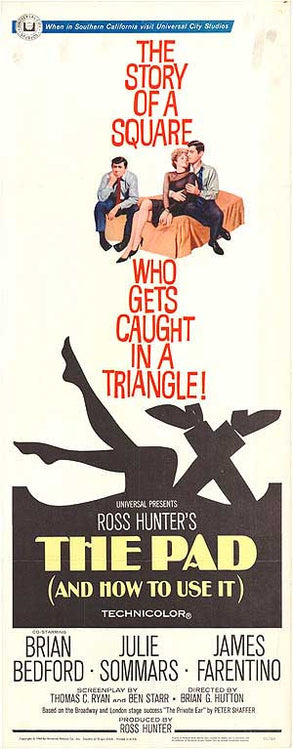 When in Southern California visit Universal City Studios
THE
STORY
OF A
SQUARE
WHO
GETS
CAUGHT
IN A
TRIANGLE!
UNIVERSAL PRESENTS
ROSS HUNTER'S
THE PAD
(AND HOW TO USE IT)
TECHNICOLOR®
CO-STARRING
BRIAN JULIE JAMES
BEDFORD · SOMMARS · FARENTINO
SCREENPLAY BY DIRECTED BY
THOMAS C. RYAN AND BEN STARR · BRIAN G. HUTTON
Based on the Broadway and London stage success "The Private Ear" by PETER SHAFFER
PRODUCED BY
ROSS HUNTER